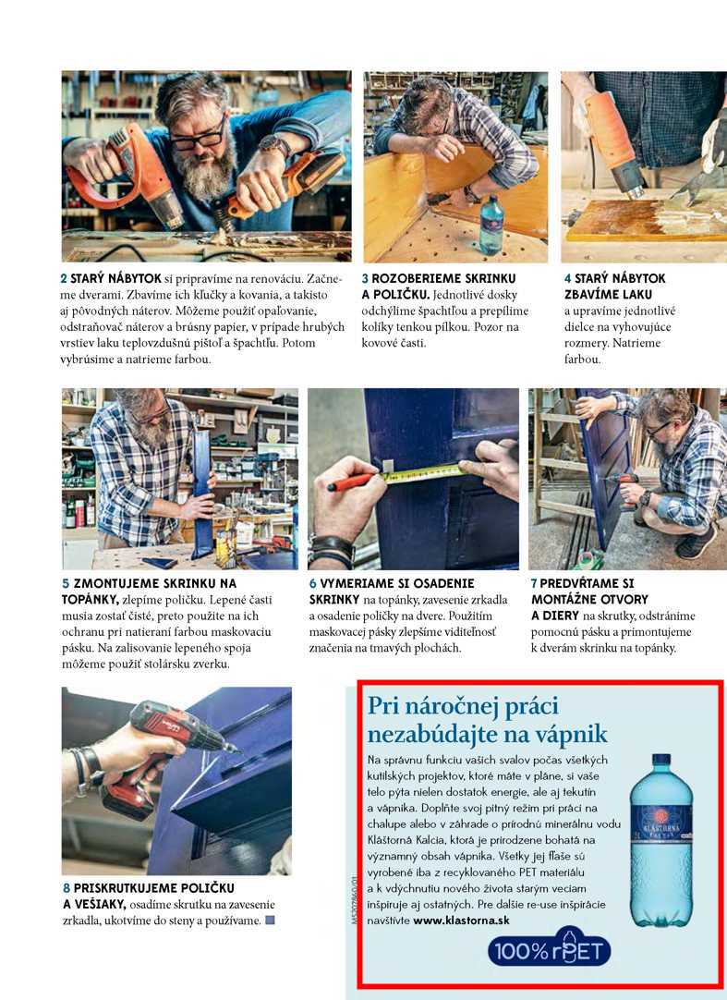 2 STARÝ NÁBYTOK si pripravíme na renováciu. Začne-
me dverami. Zbavíme ich kľučky a kovania, a takisto
aj pôvodných náterov. Môžeme použiť opaľovanie,
odstraňovač náterov a brúsny papier, v prípade hrubých
vrstiev laku teplovzdušnú pištoľ a špachtľu. Potom
vybrúsime a natrieme farbou.
3 ROZOBERIEME SKRINKU
A POLIČKU. Jednotlivé dosky
odchýlime špachtľou a prepílime
kolíky tenkou pílkou. Pozor na
kovové časti.
4 STARÝ NÁBYTOK
ZBAVÍME LAKU
a upravíme jednotlivé
dielce na vyhovujúce
rozmery. Natrieme
farbou.
5 ZMONTUJEME SKRINKU NA
TOPÁNKY, zlepíme poličku. Lepené časti
musia zostať čisté, preto použite na ich
ochranu pri natieraní farbou maskovaciu
pásku. Na zalisovanie lepeného spoja
môžeme použiť stolársku zverku.
6 VYMERIAME SI OSADENIE
SKRINKY na topánky, zavesenie zrkadla
a osadenie poličky na dvere. Použitím
maskovacej pásky zlepšíme viditeľnosť
značenia na tmavých plochách.
7 PREDVŔTAME SI
MONTÁŽNE OTVORY
A DIERY na skrutky, odstránime
pomocnú pásku a primontujeme
k dverám skrinku na topánky.
8 PRISKRUTKUJEME POLIČKU
A VEŠIAKY, osadíme skrutku na zavesenie
zrkadla, ukotvíme do steny a používame.
Pri náročnej práci
nezabúdajte na vápnik
Na správnu funkciu vašich svalov počas všetkých
kutilských projektov, ktoré máte v pláne, si vaše
telo pýta nielen dostatok energie, ale aj tekutín
a vápnika. Doplňte svoj pitný režim pri práci na
chalupe alebo v záhrade o prírodnú minerálnu vodu
Kláštorná Kalcia, ktorá je prirodzene bohatá na
významný obsah vápnika. Všetky jej fľaše sú
vyrobené iba z recyklovaného PET materiálu
a k vdýchnutiu nového života starým veciam
inšpiruje aj ostatných. Pre ďalšie re-use inšpirácie
navštívte www.klastorna.sk
KLÁŠTORNÁ
100% rPET
MS207860/01